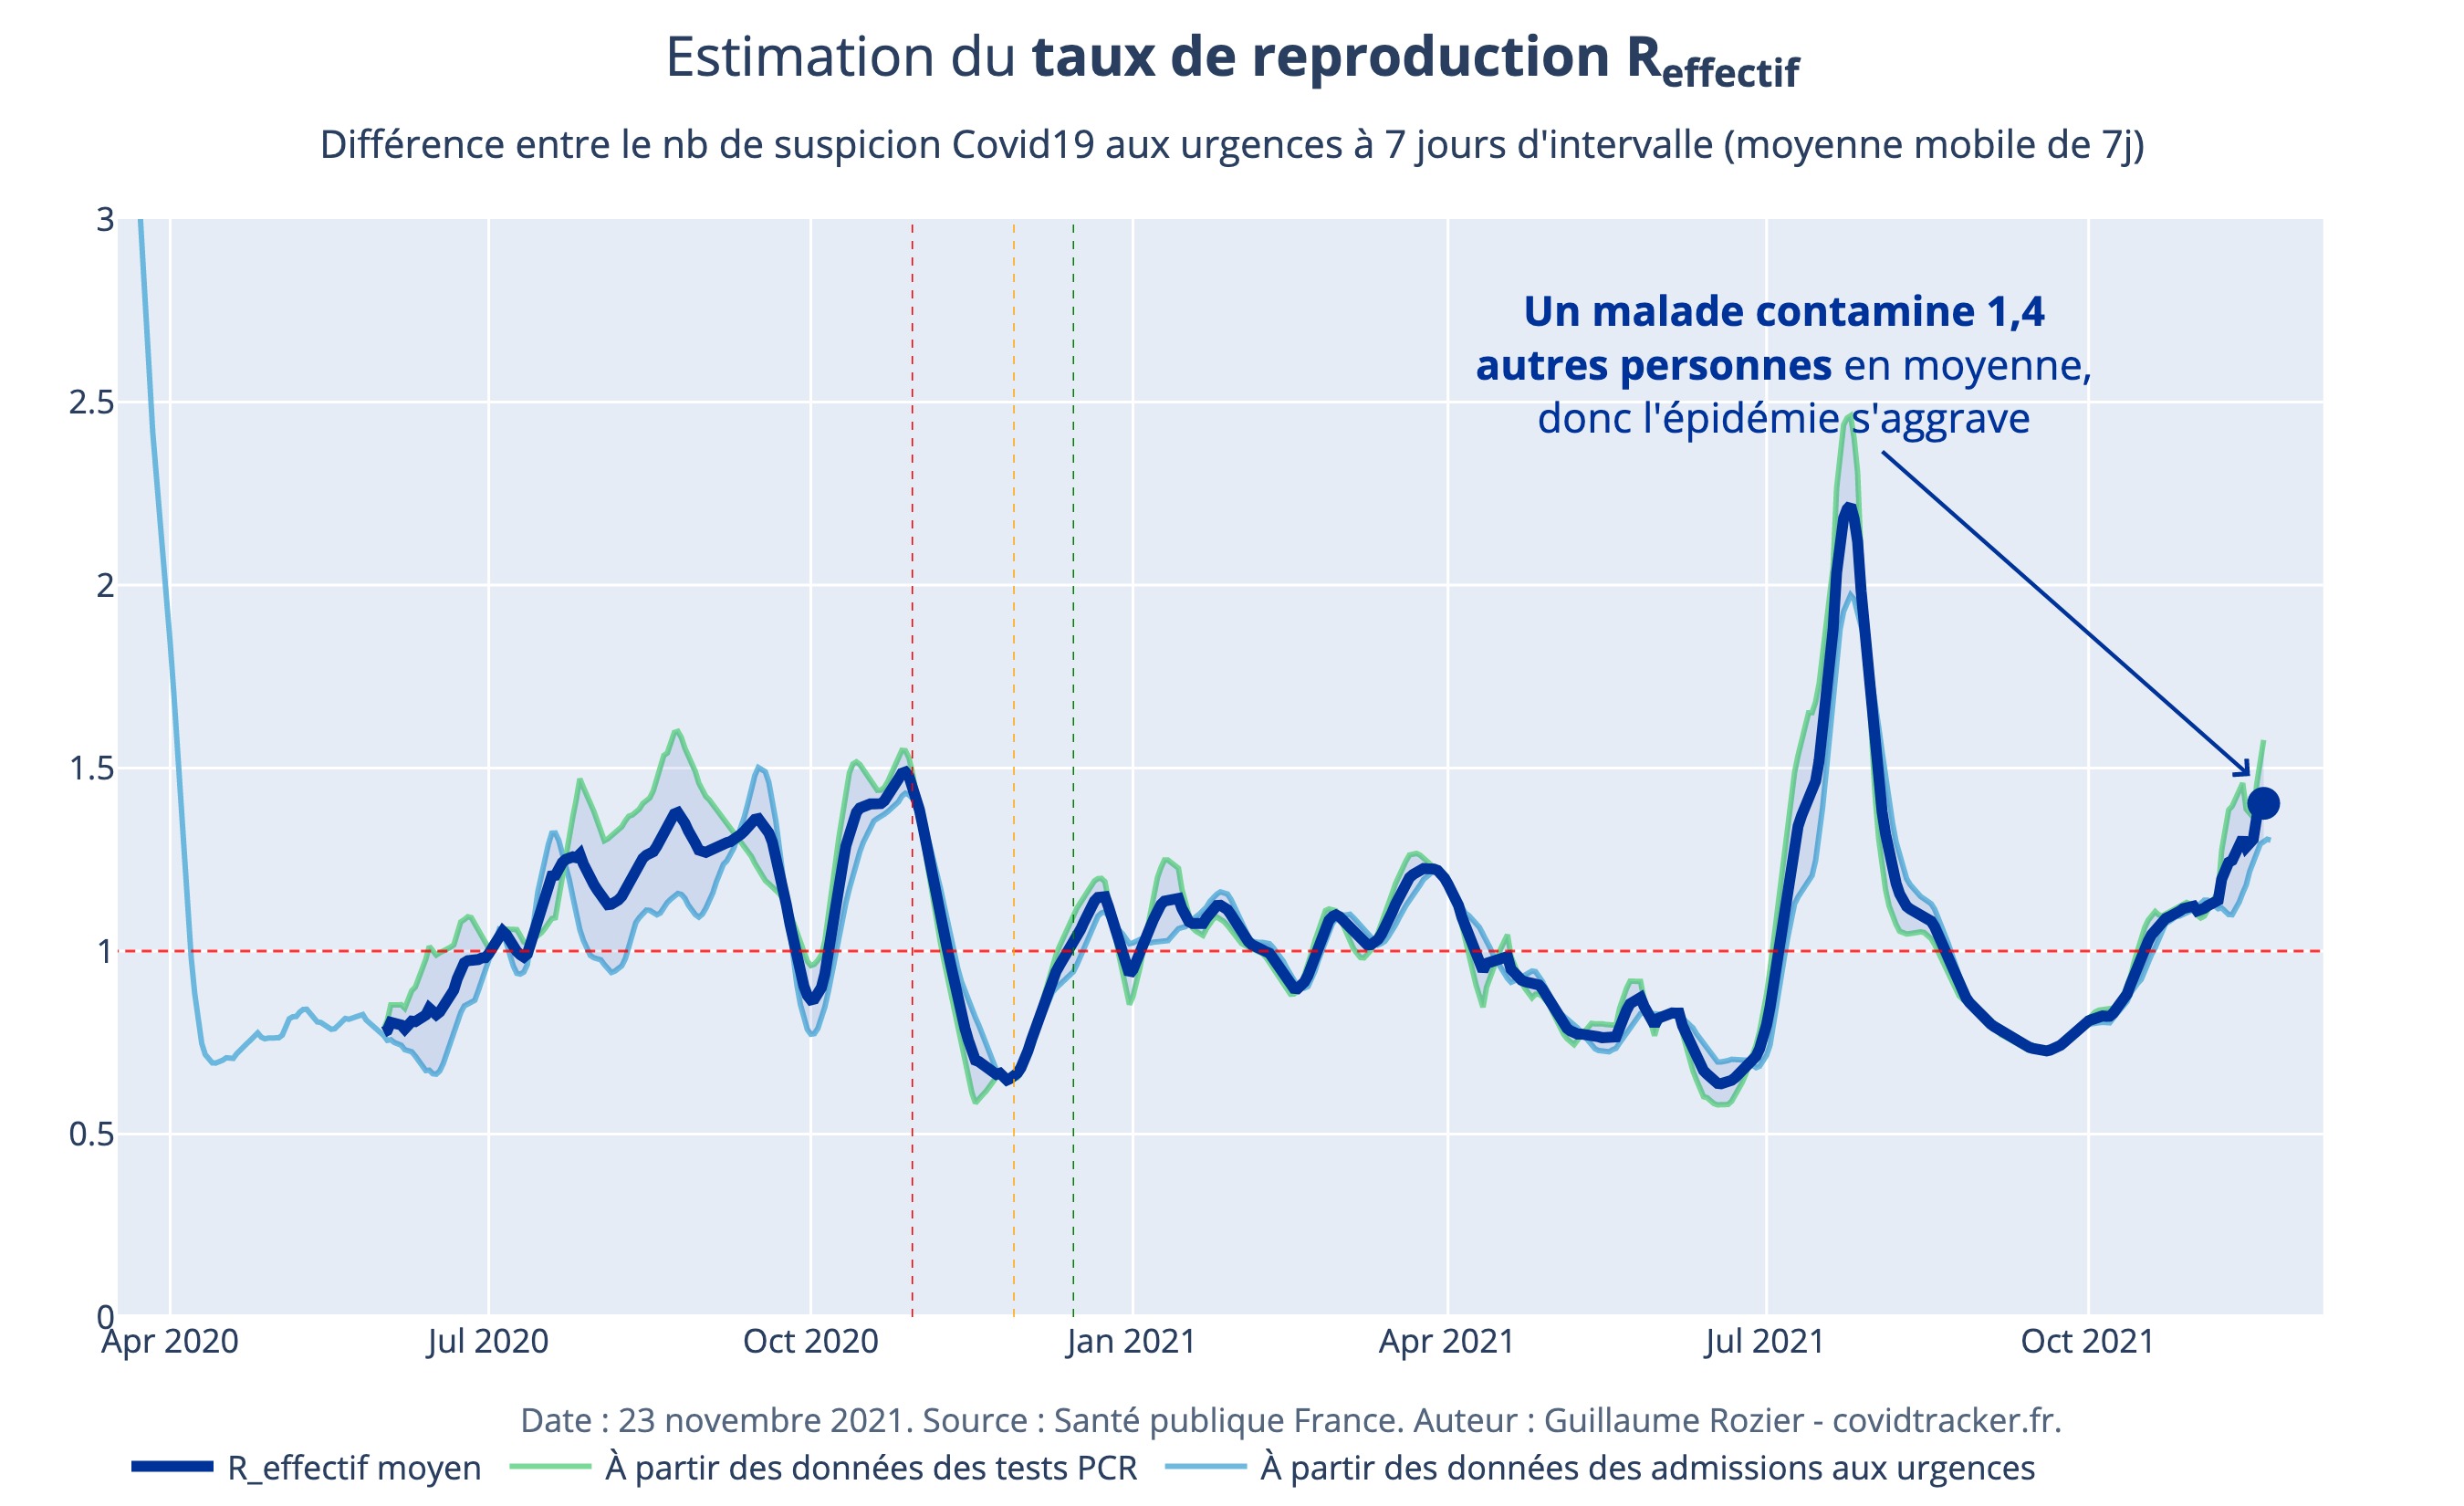 Estimation du taux de reproduction Reffectif
Différence entre le nb de suspicion Covid19 aux urgences à 7 jours d'intervalle (moyenne mobile de 7j)
3
2.5
2
1.5
1
0.5
0
Un malade contamine 1,4
autres personnes en moyenne,
donc l'épidémie s'aggrave
Apr 2020 Jul 2020 Oct 2020 Jan 2021 Apr 2021 Jul 2021 Oct 2021
Date : 23 novembre 2021. Source : Santé publique France. Auteur : Guillaume Rozier - covidtracker.fr.
R_effectif moyen À partir des données des tests PCR À partir des données des admissions aux urgences